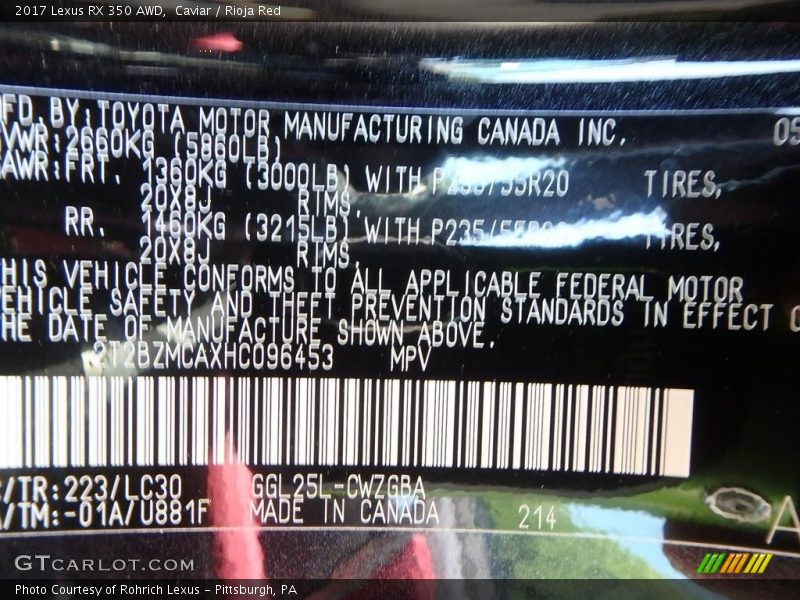 2017 Lexus RX 350 AWD, Caviar / Rioja Red
FD. BY: TOYOTA MOTOR MANUFACTURING CANADA INC. 05
VWR: 2660KG (5860LB)
AWR: FRT. 1360KG (3000LB) WITH P235/55R20 TIRES,
20X8J RIMS,
RR. 1460KG (3215LB) WITH P235/55R20 TIRES,
20X8J RIMS.
HIS VEHICLE CONFORMS TO ALL APPLICABLE FEDERAL MOTOR
EHICLE SAFETY AND THEFT PREVENTION STANDARDS IN EFFECT O
HE DATE OF MANUFACTURE SHOWN ABOVE.
2T2BZMCAXHC096453 MPV
/TR: 223/LC30 GGL25L-CWZGBA
/TM: -01A/U881F MADE IN CANADA 214
A
GTCARLOT.COM
Photo Courtesy of Rohrich Lexus – Pittsburgh, PA